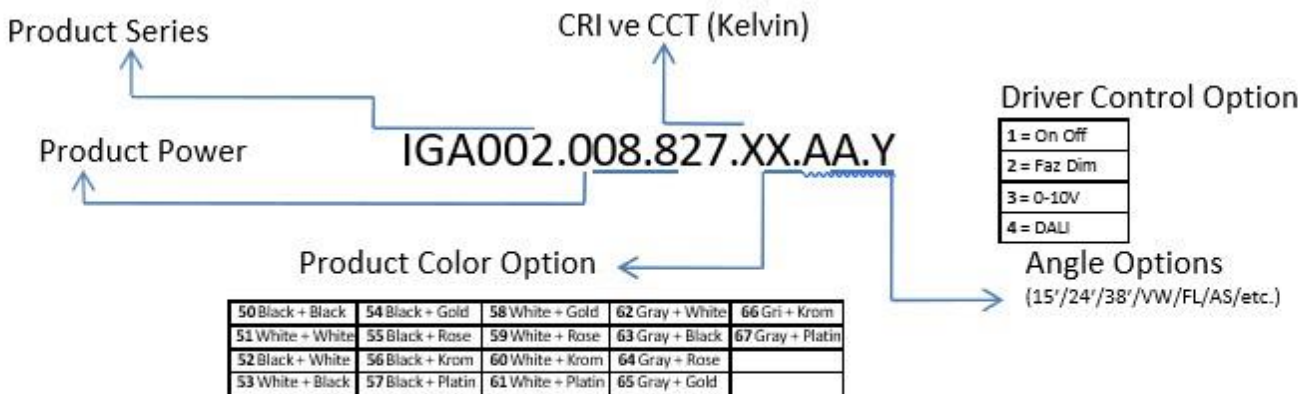 Product Series
CRI ve CCT (Kelvin)
Driver Control Option
1 = On Off
2 = Faz Dim
3 = 0-10V
4 = DALI
Product Power
IGA002.008.827.XX.AA.Y
Product Color Option
Angle Options
(15’/24’/38’/VW/FL/AS/etc.)
50 Black + Black 54 Black + Gold 58 White + Gold 62 Gray + White 66 Gri + Krom
51 White + White 55 Black + Rose 59 White + Rose 63 Gray + Black 67 Gray + Platin
52 Black + White 56 Black + Krom 60 White + Krom 64 Gray + Rose
53 White + Black 57 Black + Platin 61 White + Platin 65 Gray + Gold